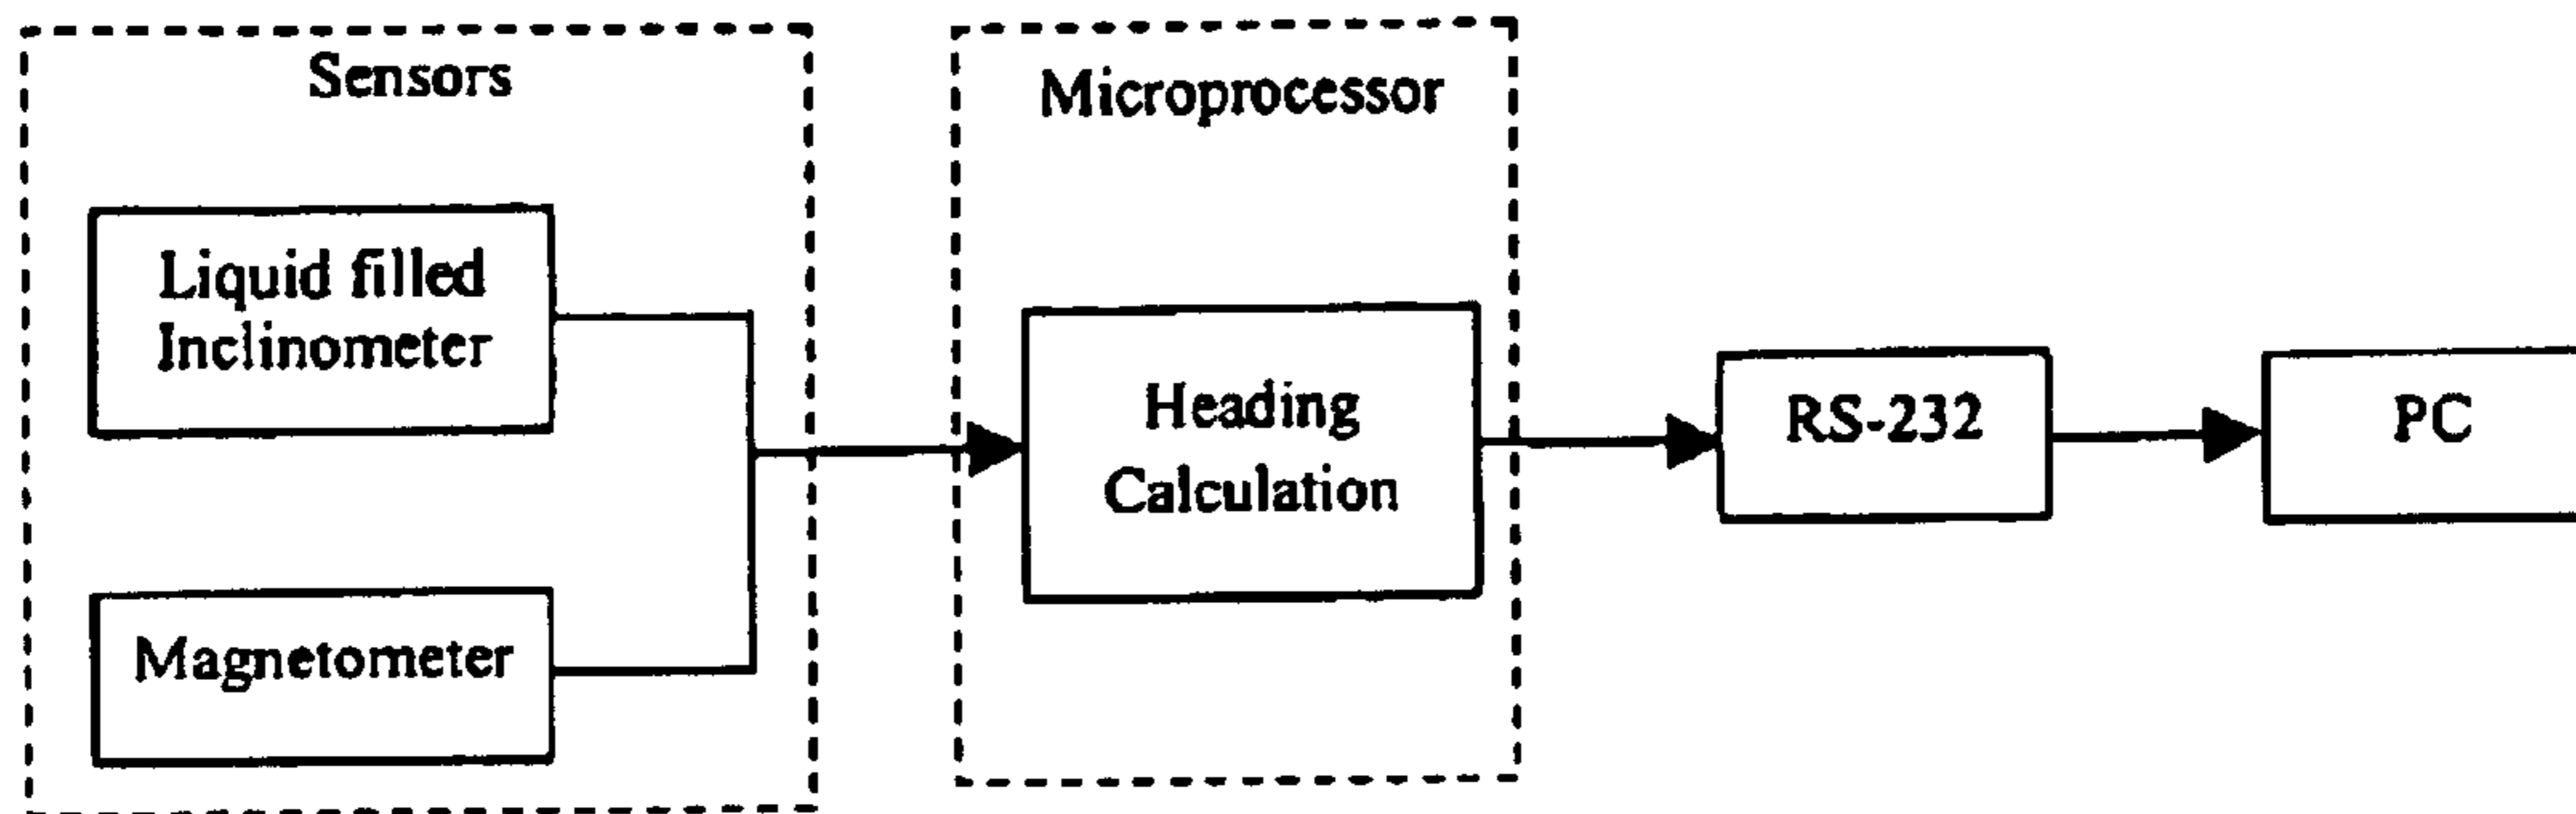 Sensors
Liquid filled
Inclinometer
Magnetometer
Microprocessor
Heading
Calculation
RS-232
PC